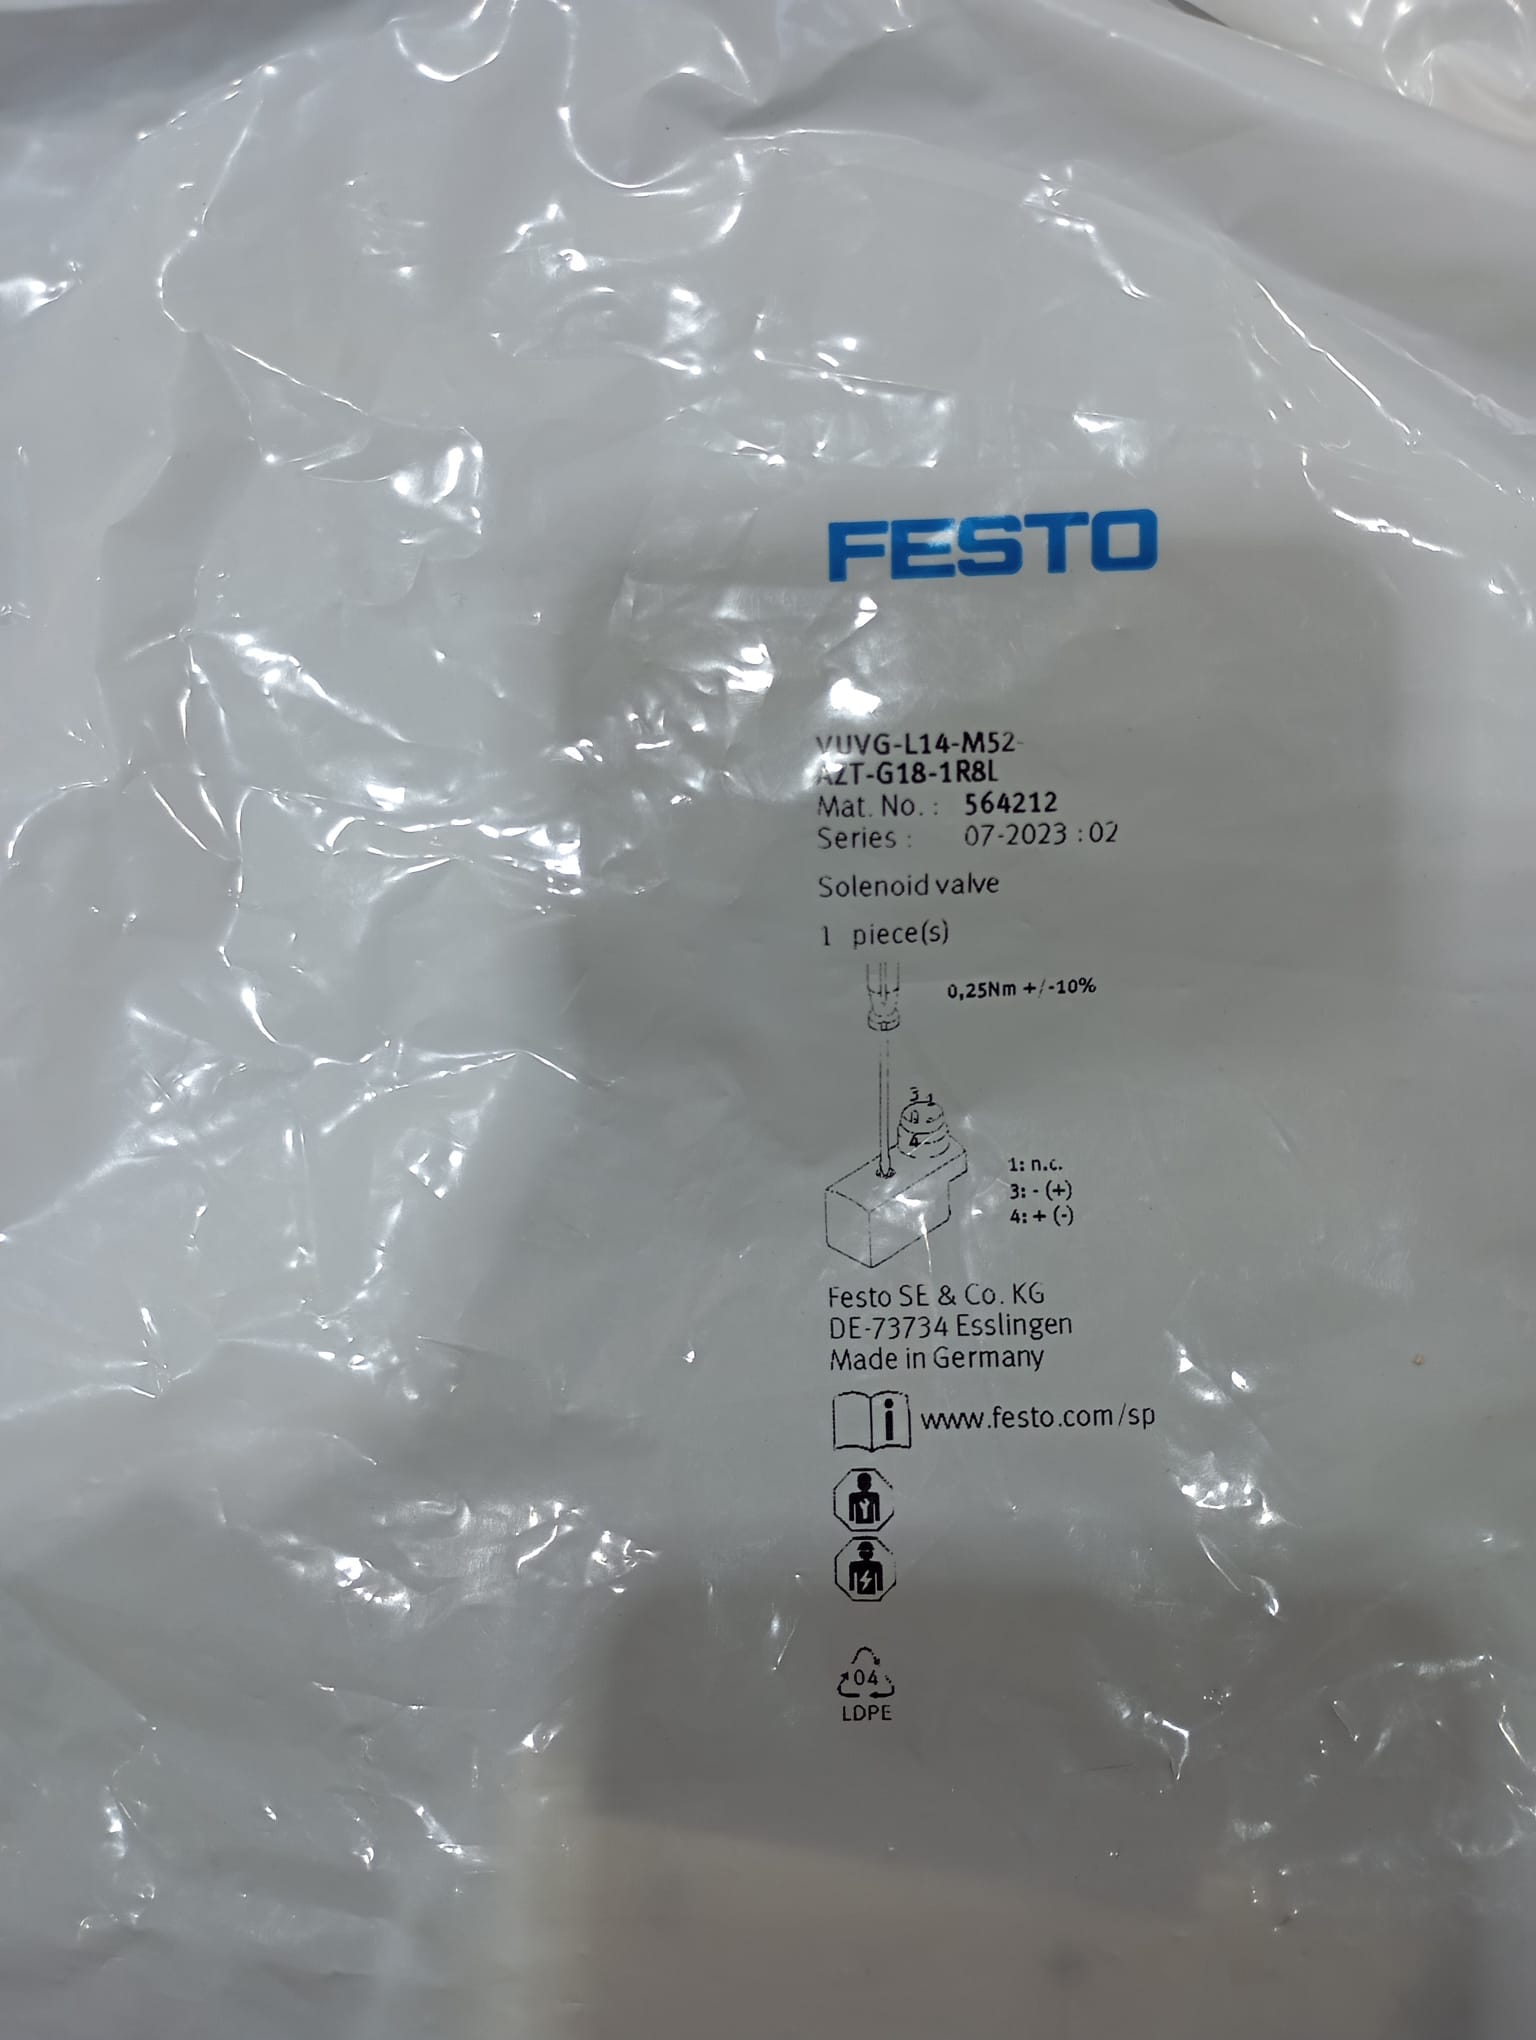 FESTO
VUVG-L14-M52-
AZT-G18-1R8L
Mat. No. : 564212
Series : 07-2023 : 02
Solenoid valve
1 piece(s)
0,25Nm +/-10%
3 1
4
1: n.c.
3: - (+)
4: + (-)
Festo SE & Co. KG
DE-73734 Esslingen
Made in Germany
i www.festo.com/sp
04
LDPE